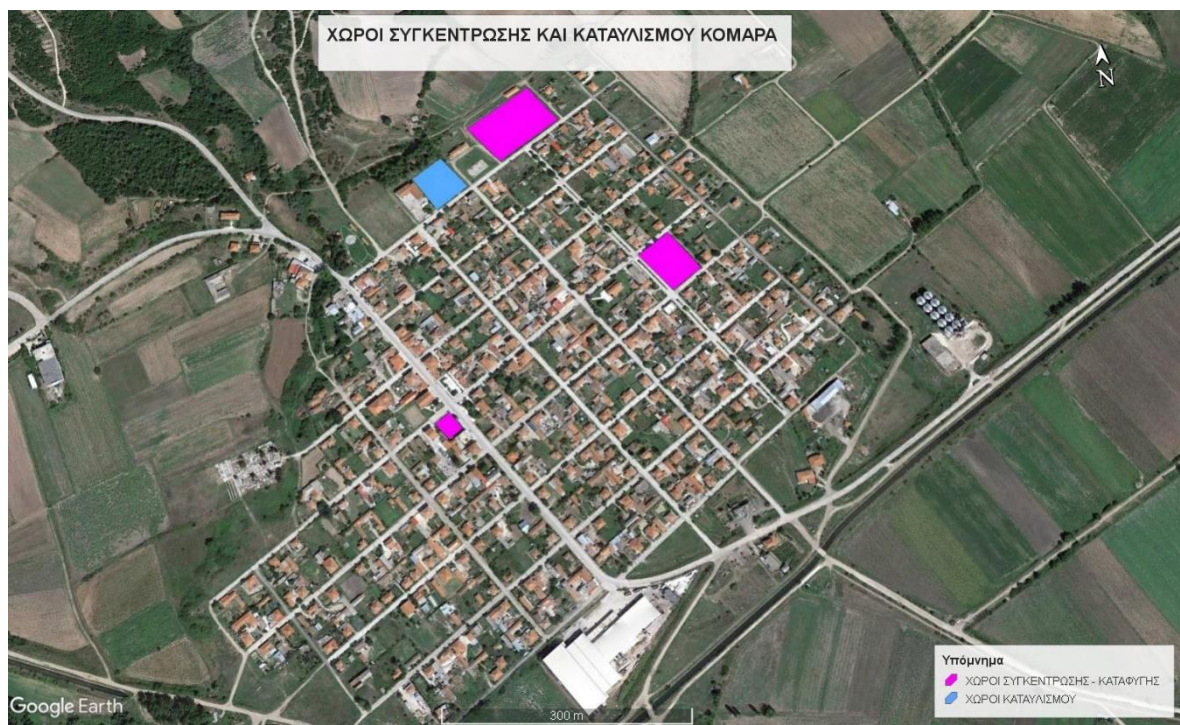 ΧΩΡΟΙ ΣΥΓΚΕΝΤΡΩΣΗΣ ΚΑΙ ΚΑΤΑΥΛΙΣΜΟΥ ΚΟΜΑΡΑ
N
Υπόμνημα
ΧΩΡΟΙ ΣΥΓΚΕΝΤΡΩΣΗΣ - ΚΑΤΑΦΥΓΗΣ
ΧΩΡΟΙ ΚΑΤΑΥΛΙΣΜΟΥ
Google Earth
300 m